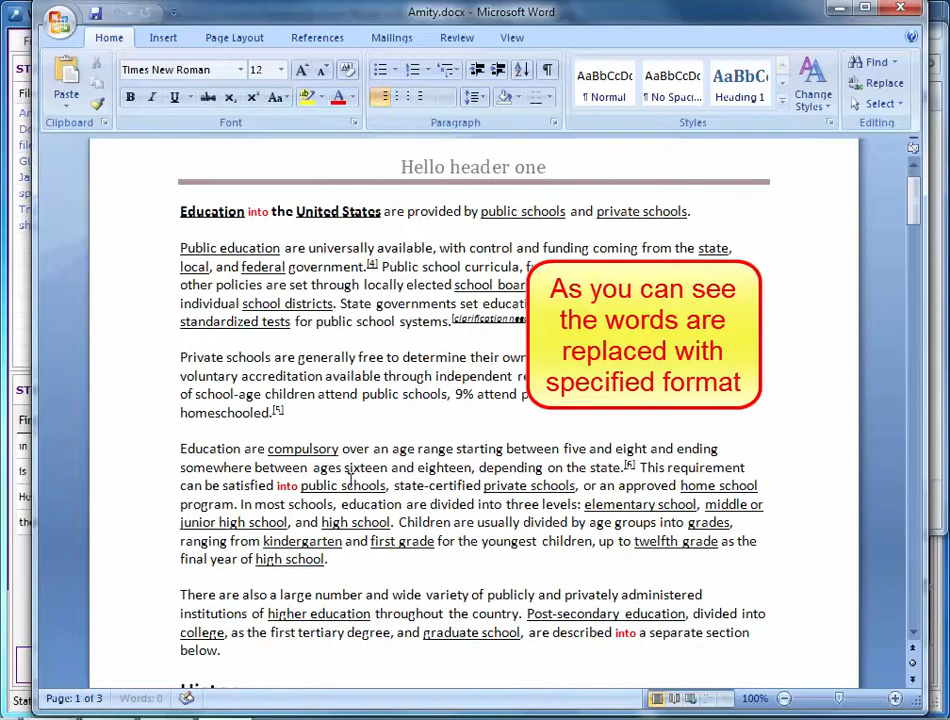 Amity.docx - Microsoft Word
Home Insert Page Layout References Mailings Review View
Paste
Times New Roman 12
AaBbCcDc AaBbCcDc AaBbC
¶ Normal ¶ No Spaci... Heading 1
Change Styles
Find
Replace
Select
Clipboard Font Paragraph Styles Editing
Hello header one
Education into the United States are provided by public schools and private schools.
Public education are universally available, with control and funding coming from the state,
local, and federal government.[4] Public school curricula,
other policies are set through locally elected school
individual school districts. State governments set
standardized tests for public school systems.
Private schools are generally free to determine their own
voluntary accreditation available through independent
of school-age children attend public schools, 9% attend
homeschooled.[5]
As you can see
the words are
replaced with
specified format
Education are compulsory over an age range starting between five and eight and ending
somewhere between ages sixteen and eighteen, depending on the state.[6] This requirement
can be satisfied into public schools, state-certified private schools, or an approved home school
program. In most schools, education are divided into three levels: elementary school, middle or
junior high school, and high school. Children are usually divided by age groups into grades,
ranging from kindergarten and first grade for the youngest children, up to twelfth grade as the
final year of high school.
There are also a large number and wide variety of publicly and privately administered
institutions of higher education throughout the country. Post-secondary education, divided into
college, as the first tertiary degree, and graduate school, are described into a separate section
below.
Page: 1 of 3 Words: 0 100%